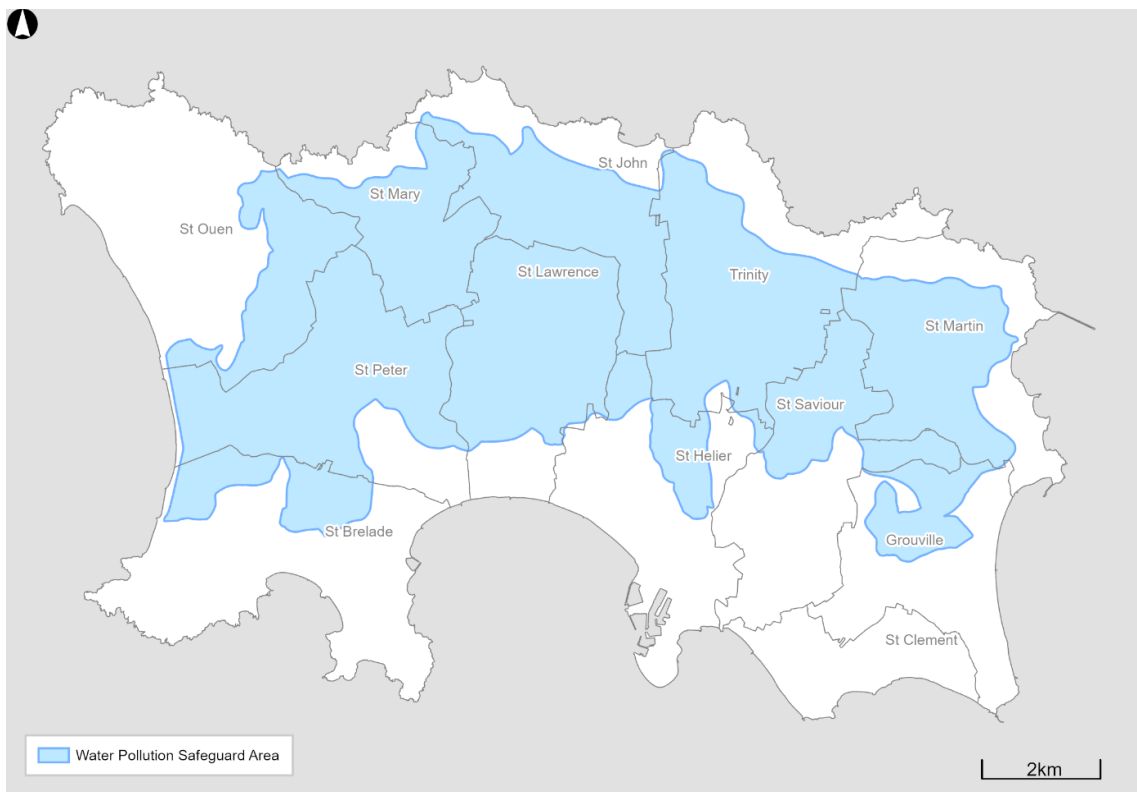 St John
St Mary
St Ouen
St Lawrence
Trinity
St Martin
St Peter
St Saviour
St Helier
St Brelade
Grouville
St Clement
Water Pollution Safeguard Area
2km